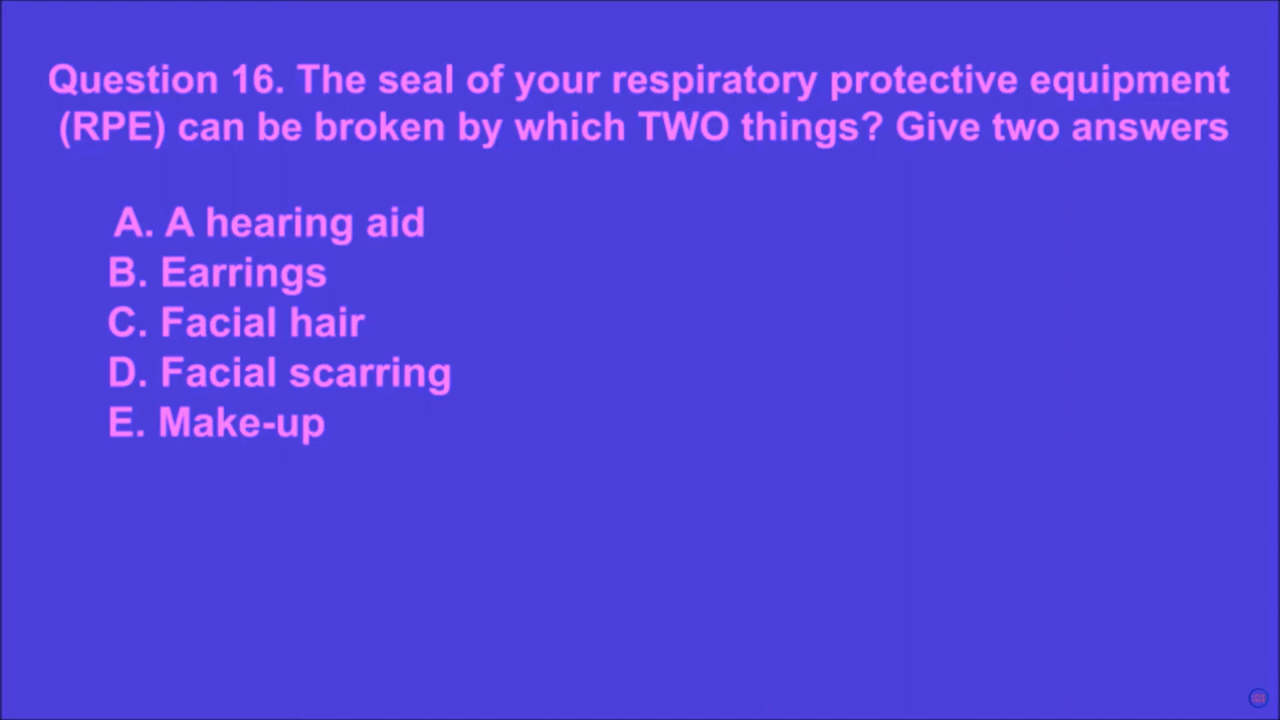 Question 16. The seal of your respiratory protective equipment
(RPE) can be broken by which TWO things? Give two answers
A. A hearing aid
B. Earrings
C. Facial hair
D. Facial scarring
E. Make-up